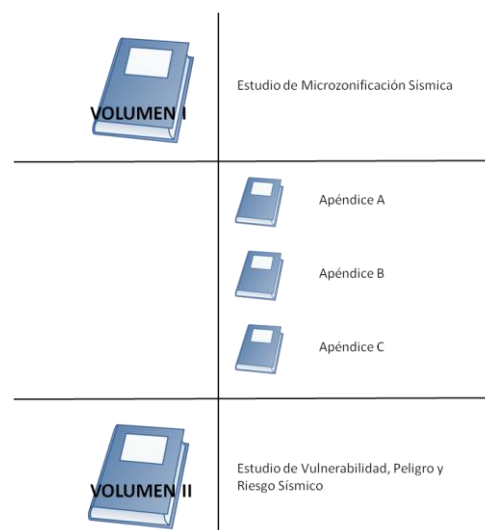 VOLUMEN I
Estudio de Microzonificación Sísmica
Apéndice A
Apéndice B
Apéndice C
VOLUMEN II
Estudio de Vulnerabilidad, Peligro y
Riesgo Sísmico